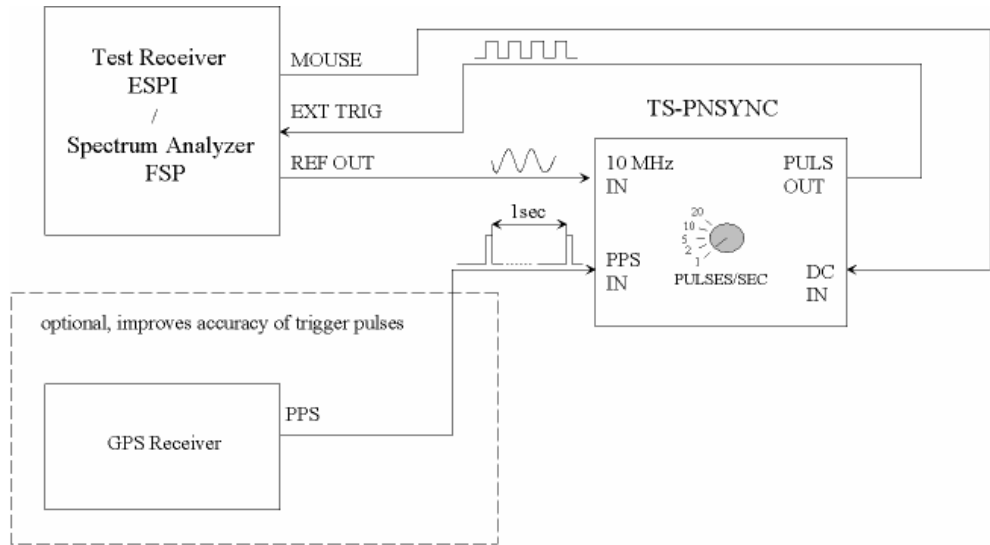 Test Receiver
ESPI
/
Spectrum Analyzer
FSP
MOUSE
EXT TRIG
REF OUT
TS-PNSYNC
10 MHz
IN
PULS
OUT
20
10
5
2
1
PULSES/SEC
PPS
IN
DC
IN
1sec
optional, improves accuracy of trigger pulses
GPS Receiver
PPS